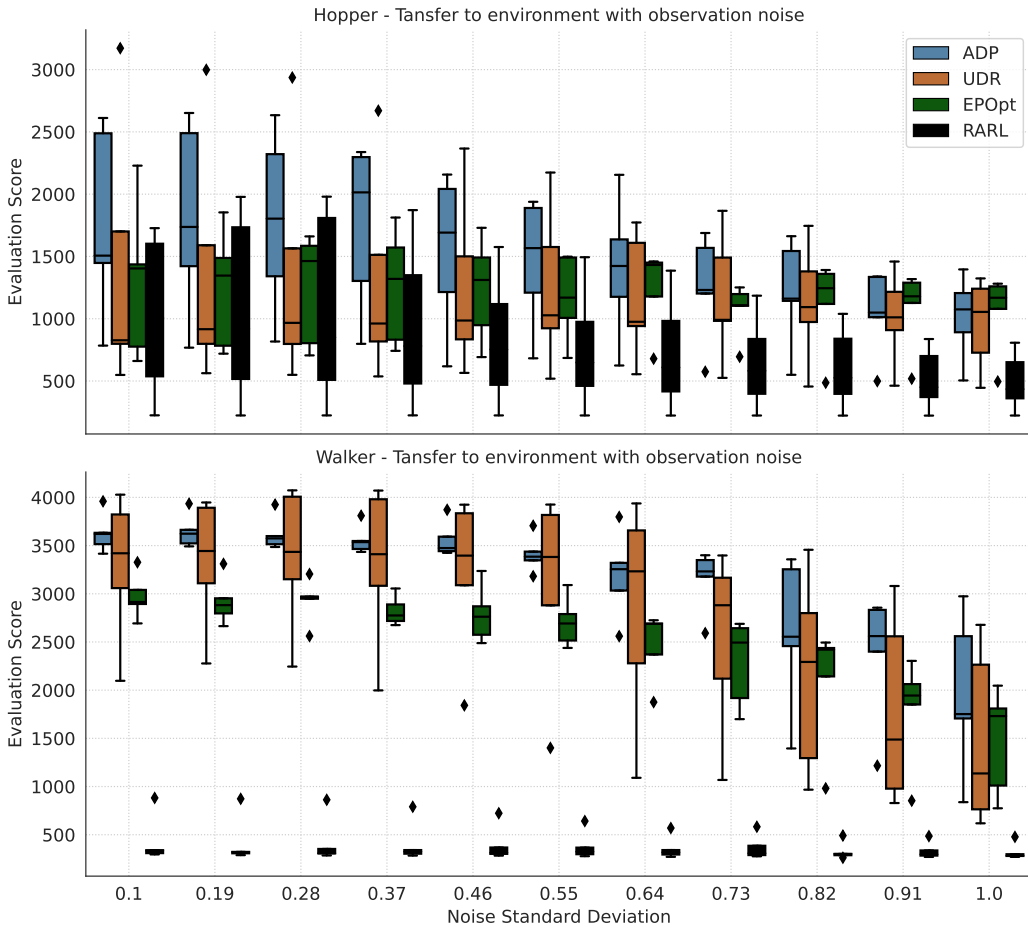 Hopper - Tansfer to environment with observation noise
Evaluation Score
3000
2500
2000
1500
1000
500
ADP
UDR
EPOpt
RARL
Walker - Tansfer to environment with observation noise
Evaluation Score
4000
3500
3000
2500
2000
1500
1000
500
0.1 0.19 0.28 0.37 0.46 0.55 0.64 0.73 0.82 0.91 1.0
Noise Standard Deviation